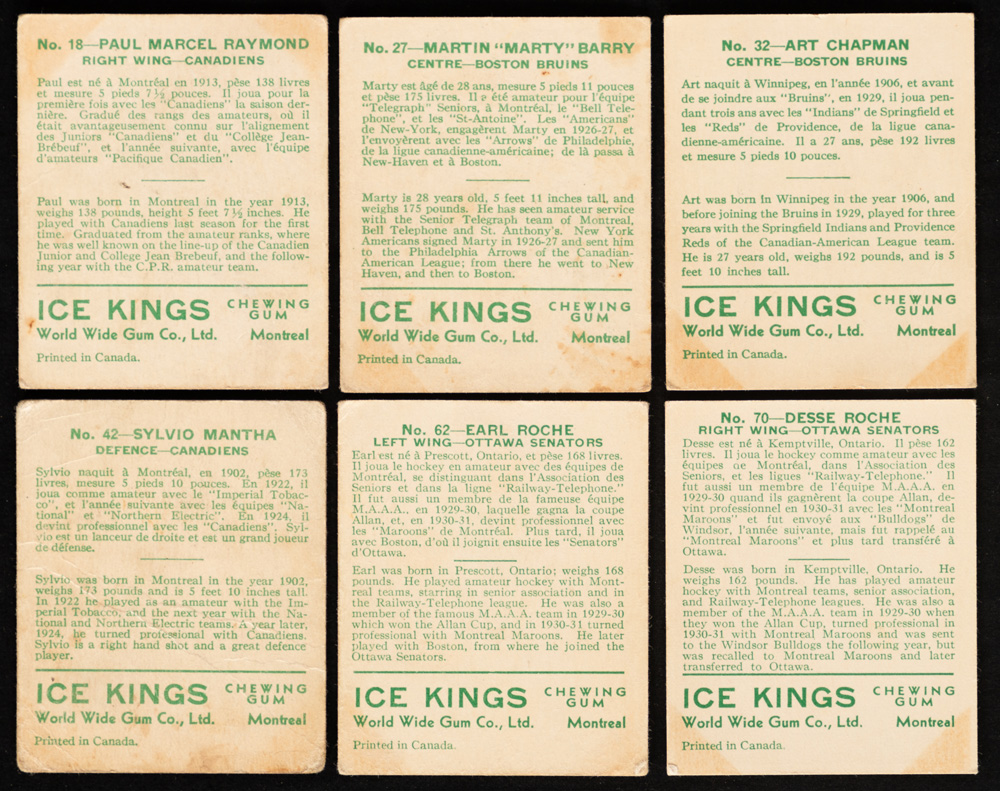 No. 18—PAUL MARCEL RAYMOND
RIGHT WING—CANADIENS
Paul est né à Montréal en 1913, pèse 138 livres
et mesure 5 pieds 7½ pouces. Il joua pour la
première fois avec les "Canadiens" la saison der-
nière. Gradué des rangs des amateurs, où il
était avantageusement connu sur l'alignement
des Juniors "Canadiens" et du "Collège Jean
Brébeuf", et l'année suivante, avec l'équipe
d'amateurs "Pacifique Canadien".
Paul was born in Montreal in the year 1913,
weighs 138 pounds, height 5 feet 7½ inches. He
played with Canadiens last season for the first
time. Graduated from the amateur ranks, where
he was well known on the line-up of the Canadien
Junior and College Jean Brebeuf, and the follow-
ing year with the C.P.R. amateur team.
ICE KINGS CHEWING GUM
World Wide Gum Co., Ltd. Montreal
Printed in Canada.
No. 27—MARTIN "MARTY" BARRY
CENTRE—BOSTON BRUINS
Marty est âgé de 28 ans, mesure 5 pieds 11 pouces
et pèse 175 livres. Il a été amateur pour l'équipe
"Telegraph" Seniors, à Montréal, le "Bell Tele-
phone", et les "St-Antoine". Les "Americans"
de New-York, engagèrent Marty en 1926-27, et
l'envoyèrent avec les "Arrows" de Philadelphie,
de la ligue canadienne-américaine; de là passa à
New-Haven et à Boston.
Marty is 28 years old, 5 feet 11 inches tall, and
weighs 175 pounds. He has seen amateur service
with the Senior Telegraph team of Montreal,
Bell Telephone and St. Anthony's. New York
Americans signed Marty in 1926-27 and sent him
to the Philadelphia Arrows of the Canadian-
American League; from there he went to New
Haven, and then to Boston.
ICE KINGS CHEWING GUM
World Wide Gum Co., Ltd. Montreal
Printed in Canada.
No. 32—ART CHAPMAN
CENTRE—BOSTON BRUINS
Art naquit à Winnipeg, en l'année 1906, et avant
de se joindre aux "Bruins", en 1929, il joua pen-
dant trois ans avec les "Indians" de Springfield et
les "Reds" de Providence, de la ligue cana-
dienne-américaine. Il a 27 ans, pèse 192 livres
et mesure 5 pieds 10 pouces.
Art was born in Winnipeg in the year 1906, and
before joining the Bruins in 1929, played for three
years with the Springfield Indians and Providence
Reds of the Canadian-American League team.
He is 27 years old, weighs 192 pounds, and is 5
feet 10 inches tall.
ICE KINGS CHEWING GUM
World Wide Gum Co., Ltd. Montreal
Printed in Canada.
No. 42—SYLVIO MANTHA
DEFENCE—CANADIENS
Sylvio naquit à Montréal, en 1902, pèse 173
livres, mesure 5 pieds 10 pouces. En 1922, il
joua comme amateur avec le "Imperial Tobac-
co", et l'année suivante avec les équipes "Na-
tional" et "Northern Electric". En 1924, il
devint professionnel avec les "Canadiens". Syl-
vio est un lanceur de droite et est un grand joueur
de défense.
Sylvio was born in Montreal in the year 1902,
weighs 173 pounds and is 5 feet 10 inches tall.
In 1922 he played as an amateur with the Im-
perial Tobacco, and the next year with the Na-
tional and Northern Electric teams. A year later,
1924, he turned professional with Canadiens.
Sylvio is a right hand shot and a great defence
player.
ICE KINGS CHEWING GUM
World Wide Gum Co., Ltd. Montreal
Printed in Canada.
No. 62—EARL ROCHE
LEFT WING—OTTAWA SENATORS
Earl est né à Prescott, Ontario, et pèse 168 livres.
Il joua le hockey en amateur avec des équipes de
Montréal, se distinguant dans l'Association des
Seniors et dans la ligne "Railway-Telephone."
Il fut aussi un membre de la fameuse équipe
M.A.A.A., en 1929-30, laquelle gagna la coupe
Allan, et, en 1930-31, devint professionnel avec
les "Maroons" de Montréal. Plus tard, il joua
avec Boston, d'où il joignit ensuite les "Senators"
d'Ottawa.
Earl was born in Prescott, Ontario; weighs 168
pounds. He played amateur hockey with Mont-
real teams, starring in senior association and in
the Railway-Telephone league. He was also a
member of the famous M.A.A.A. team in 1929-30
which won the Allan Cup, and in 1930-31 turned
professional with Montreal Maroons. He later
played with Boston, from where he joined the
Ottawa Senators.
ICE KINGS CHEWING GUM
World Wide Gum Co., Ltd. Montreal
Printed in Canada.
No. 70—DESSE ROCHE
RIGHT WING—OTTAWA SENATORS
Desse est né à Kemptville, Ontario. Il pèse 162
livres. Il joua le hockey comme amateur avec les
équipes de Montréal, dans l'Association des
Seniors, et les ligues "Railway-Telephone." Il
fut aussi un membre de l'équipe M.A.A.A. en
1929-30 quand ils gagnèrent la coupe Allan, de-
vint professionnel en 1930-31 avec les "Montreal
Maroons" et fut envoyé aux "Bulldogs" de
Windsor, l'année suivante, mais fut rappelé au
"Montreal Maroons" et plus tard transféré à
Ottawa.
Desse was born in Kemptville, Ontario. He
weighs 162 pounds. He has played amateur
hockey with Montreal teams, senior association,
and Railway-Telephone leagues. He was also a
member of the M.A.A.A. team in 1929-30 when
they won the Allan Cup, turned professional in
1930-31 with Montreal Maroons and was sent
to the Windsor Bulldogs the following year, but
was recalled to Montreal Maroons and later
transferred to Ottawa.
ICE KINGS CHEWING GUM
World Wide Gum Co., Ltd. Montreal
Printed in Canada.